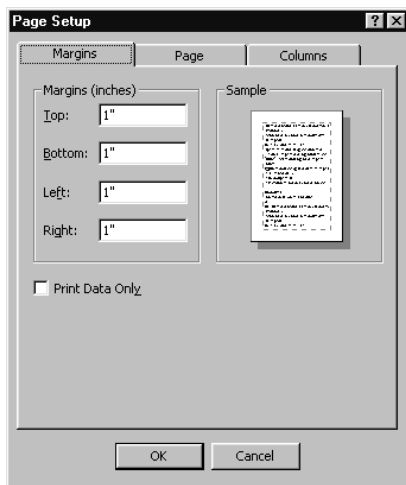 Page Setup
Margins Page Columns
Margins (inches)
Top: 1"
Bottom: 1"
Left: 1"
Right: 1"
Sample
Print Data Only
OK Cancel